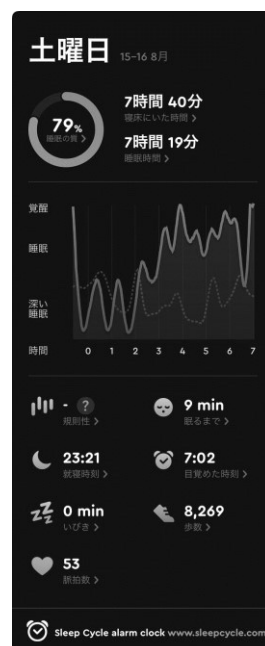 土曜日 15-16 8月
79%
睡眠の質 >
7時間 40分
寝床にいた時間 >
7時間 19分
睡眠時間 >
覚醒
睡眠
深い
睡眠
時間 0 1 2 3 4 5 6 7
- ?
規則性 >
9 min
眠るまで >
23:21
就寝時刻 >
7:02
目覚めた時刻 >
0 min
いびき >
8,269
歩数 >
53
脈拍数 >
Sleep Cycle alarm clock www.sleepcycle.com